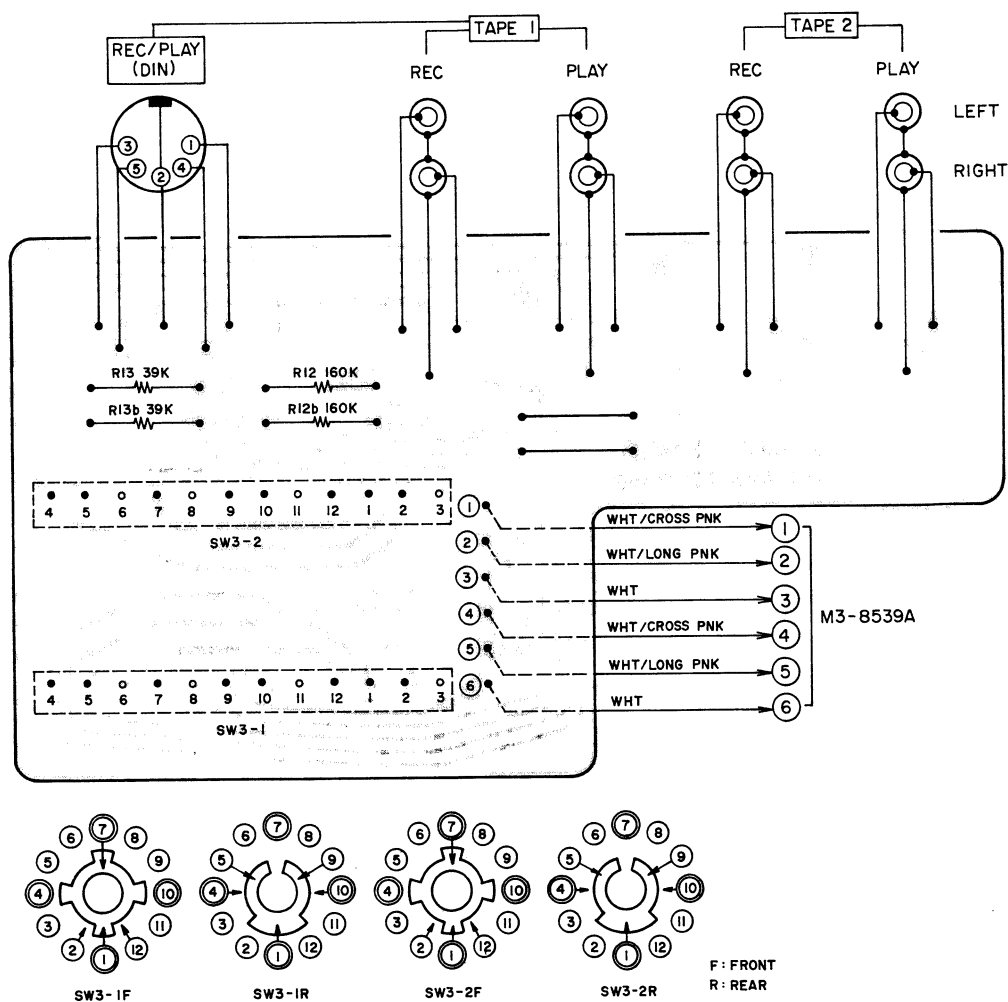 TAPE 1
TAPE 2
REC/PLAY
(DIN)
REC
PLAY
REC
PLAY
LEFT
RIGHT
3 1
5 2 4
R13 39K
R12 160K
R13b 39K
R12b 160K
4 5 6 7 8 9 10 11 12 1 2 3
SW3-2
1 WHT/CROSS PNK 1
2 WHT/LONG PNK 2
3 WHT 3
4 WHT/CROSS PNK 4
5 WHT/LONG PNK 5
6 WHT 6
M3-8539A
4 5 6 7 8 9 10 11 12 1 2 3
SW3-1
6 7 8
5 9
4 10
3 11
2 1 12
SW3-1F
6 7 8
5 9
4 10
3 11
2 1 12
SW3-1R
6 7 8
5 9
4 10
3 11
2 1 12
SW3-2F
6 7 8
5 9
4 10
3 11
2 1 12
SW3-2R
F: FRONT
R: REAR